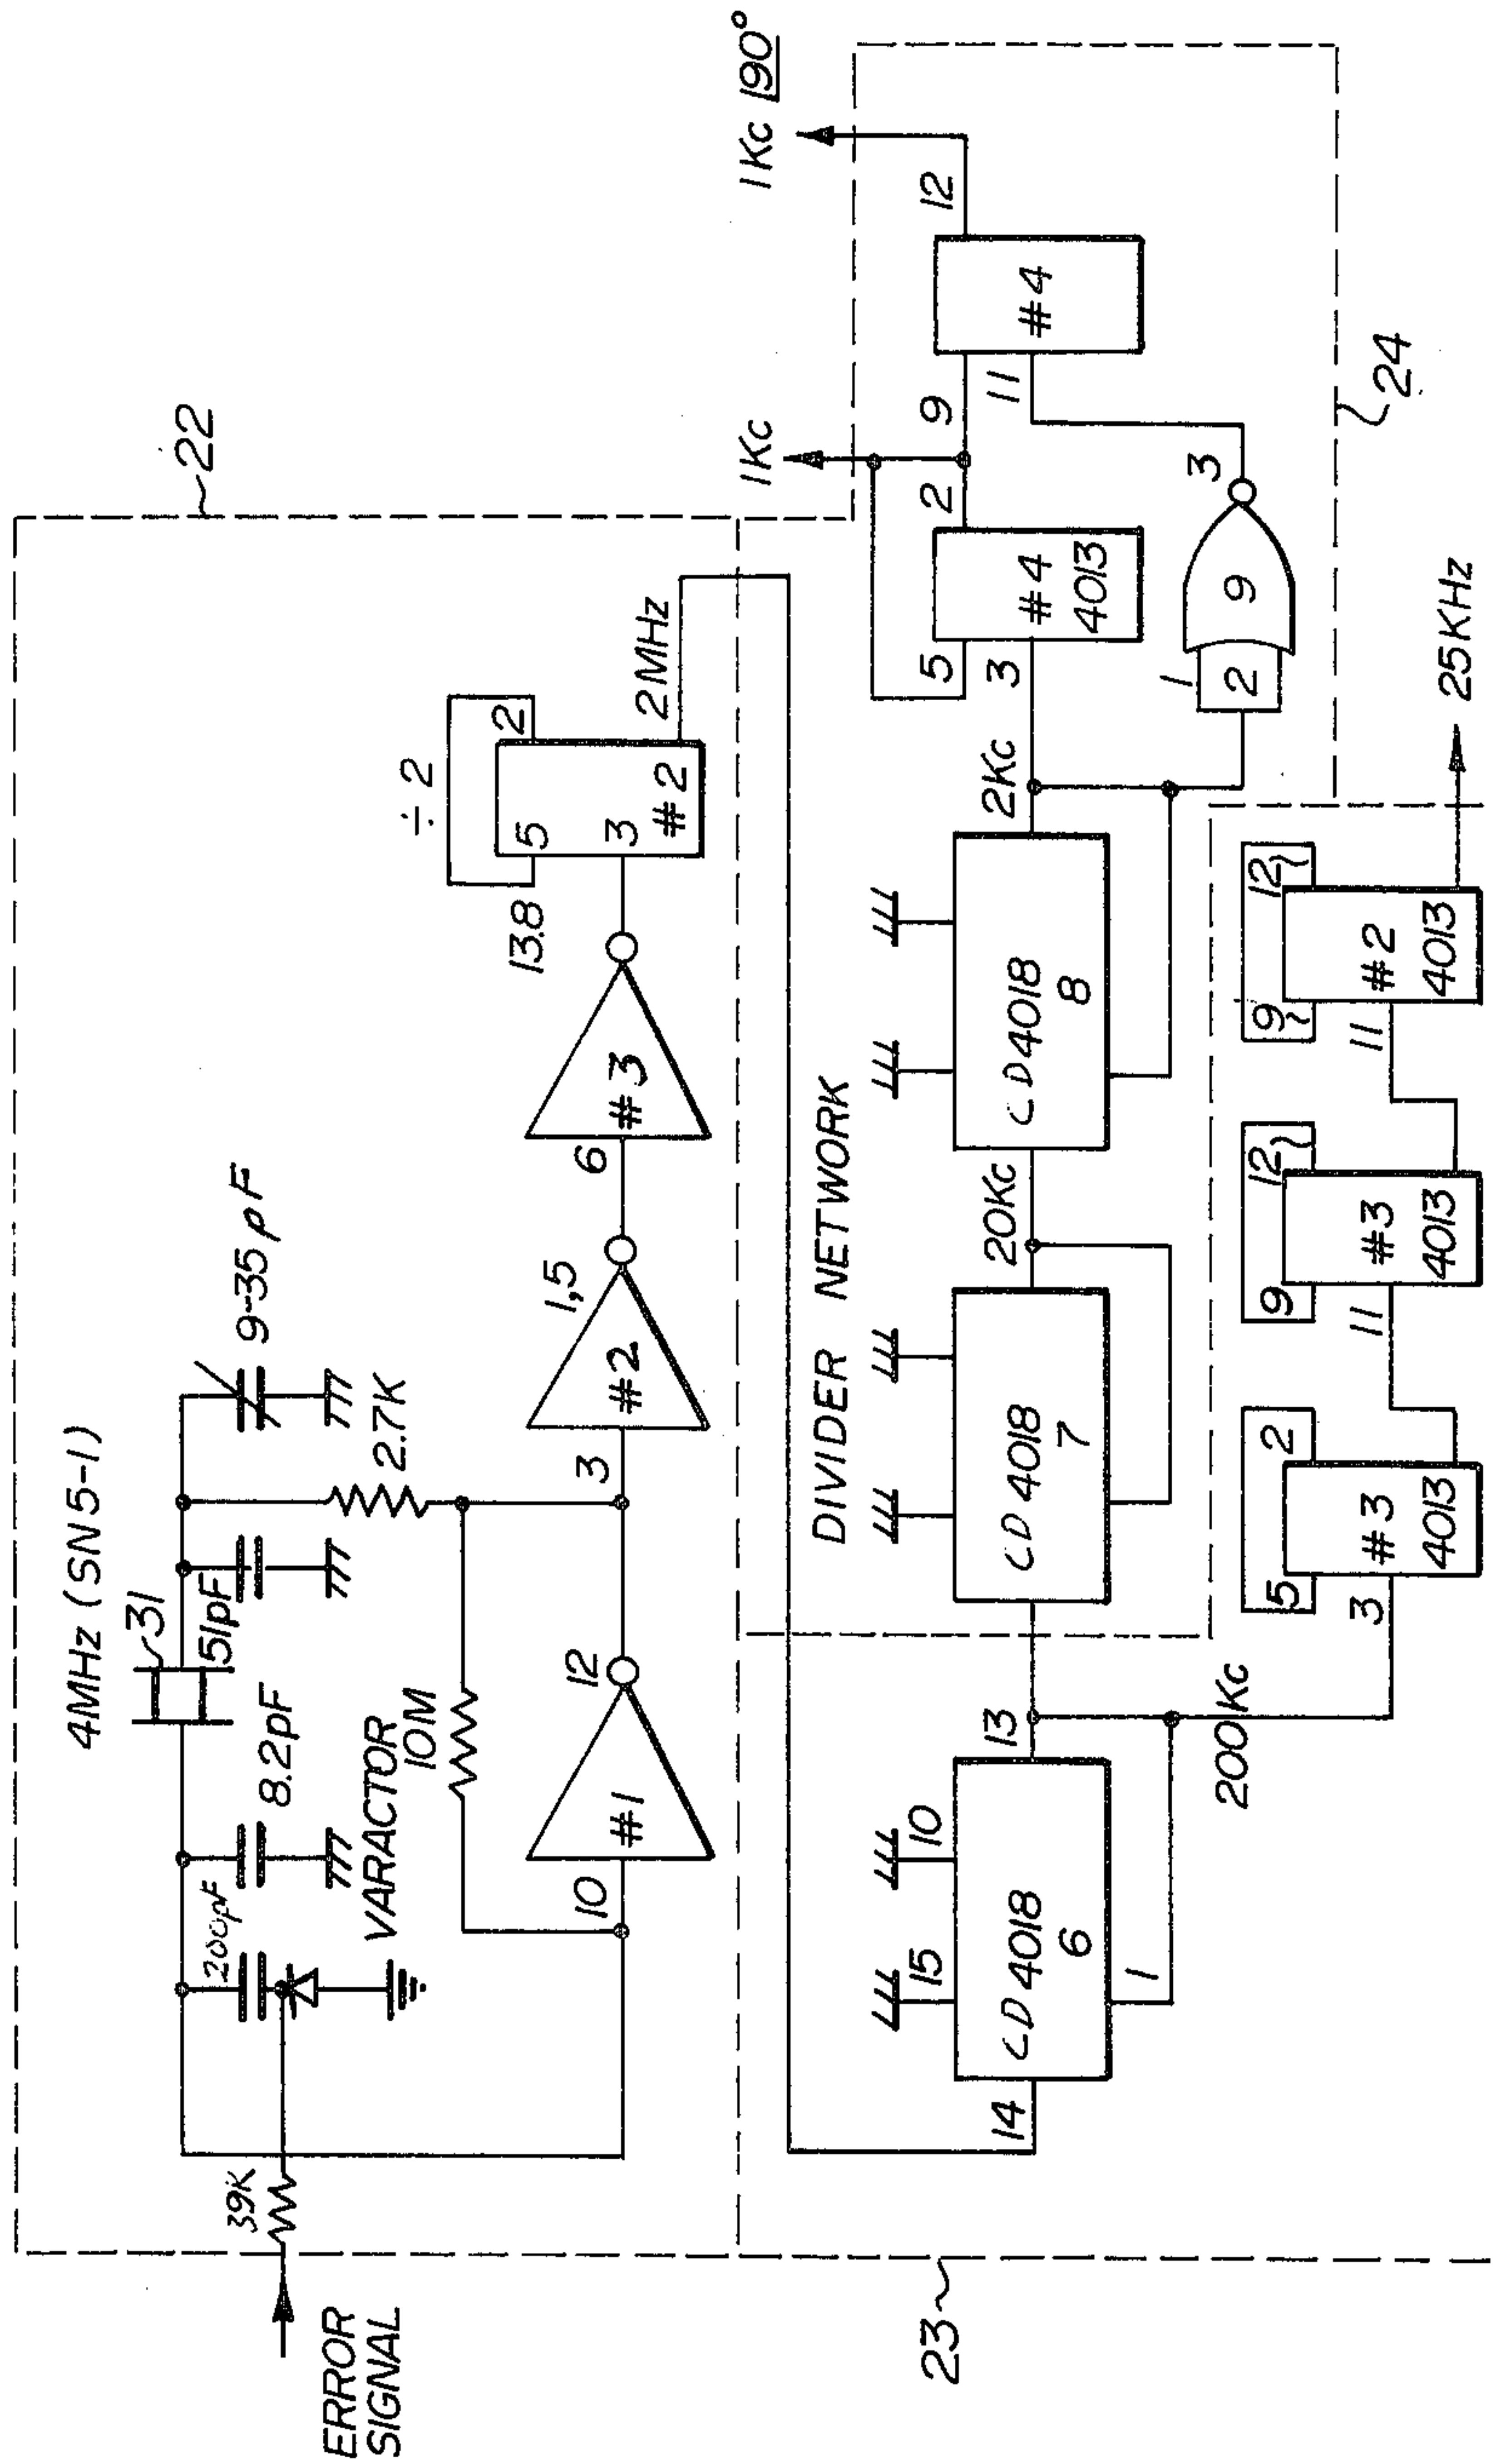 4MHz (SN5-1)
31
51pF
9-35pF
2.7K
8.2pF
200pF
VARACTOR
10M
39K
ERROR
SIGNAL
10
#1
12
3
#2
1,5
6
#3
13.8
÷2
5
2
3
#2
2MHz
22
23
DIVIDER NETWORK
14
15
10
CD4018
6
1
13
200Kc
CD4018
7
20Kc
CD4018
8
2Kc
5
3
#4
4013
2
1Kc
9
11
#4
12
1Kc 190°
1
2
9
3
24
5
2
3
#3
4013
9
12
11
#3
4013
9
12
11
#2
4013
25KHz